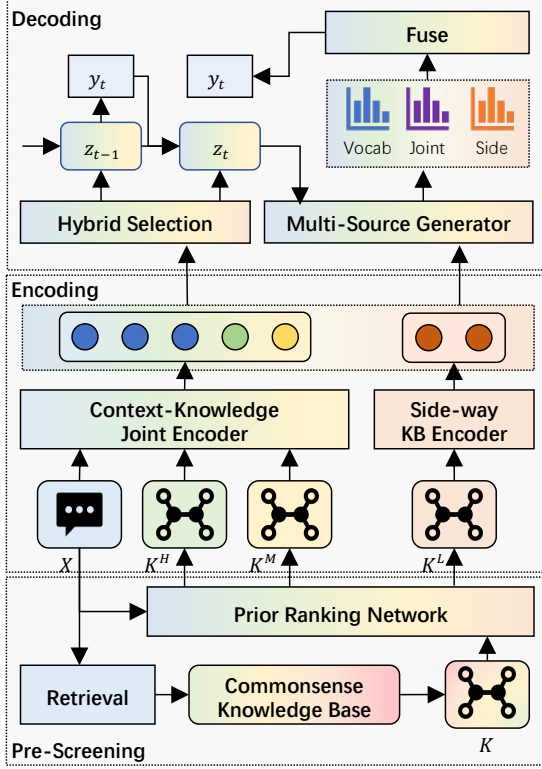 Decoding
Fuse
y_t
y_t
Vocab Joint Side
z_{t-1}
z_t
Hybrid Selection
Multi-Source Generator
Encoding
Context-Knowledge
Joint Encoder
Side-way
KB Encoder
X
K^H
K^M
K^L
Prior Ranking Network
Retrieval
Commonsense
Knowledge Base
K
Pre-Screening